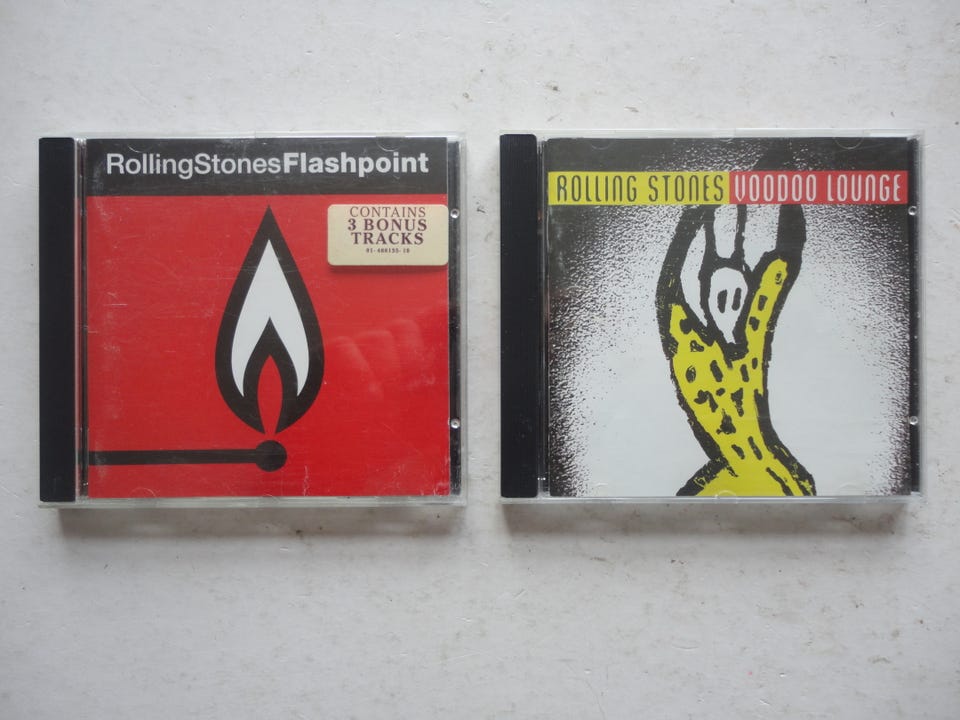 RollingStonesFlashpoint
CONTAINS
3 BONUS
TRACKS
ROLLING STONES VOODOO LOUNGE